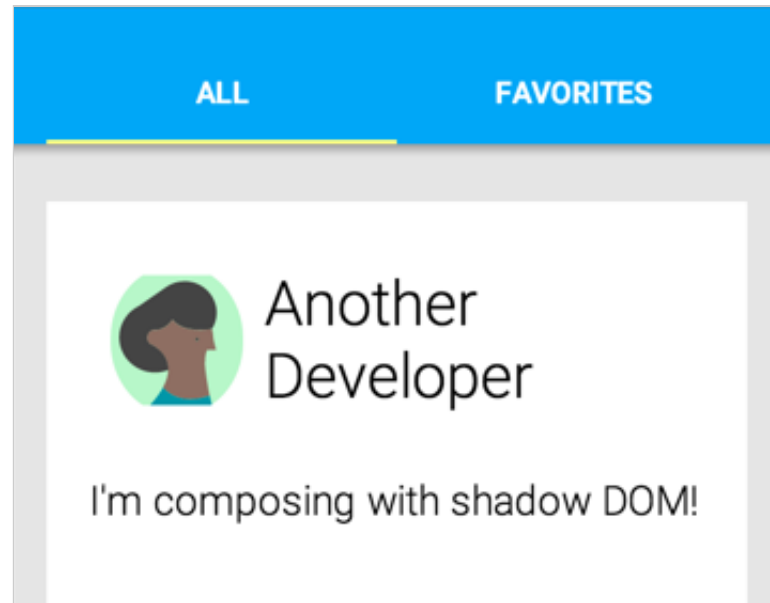 ALL
FAVORITES
Another
Developer
I'm composing with shadow DOM!